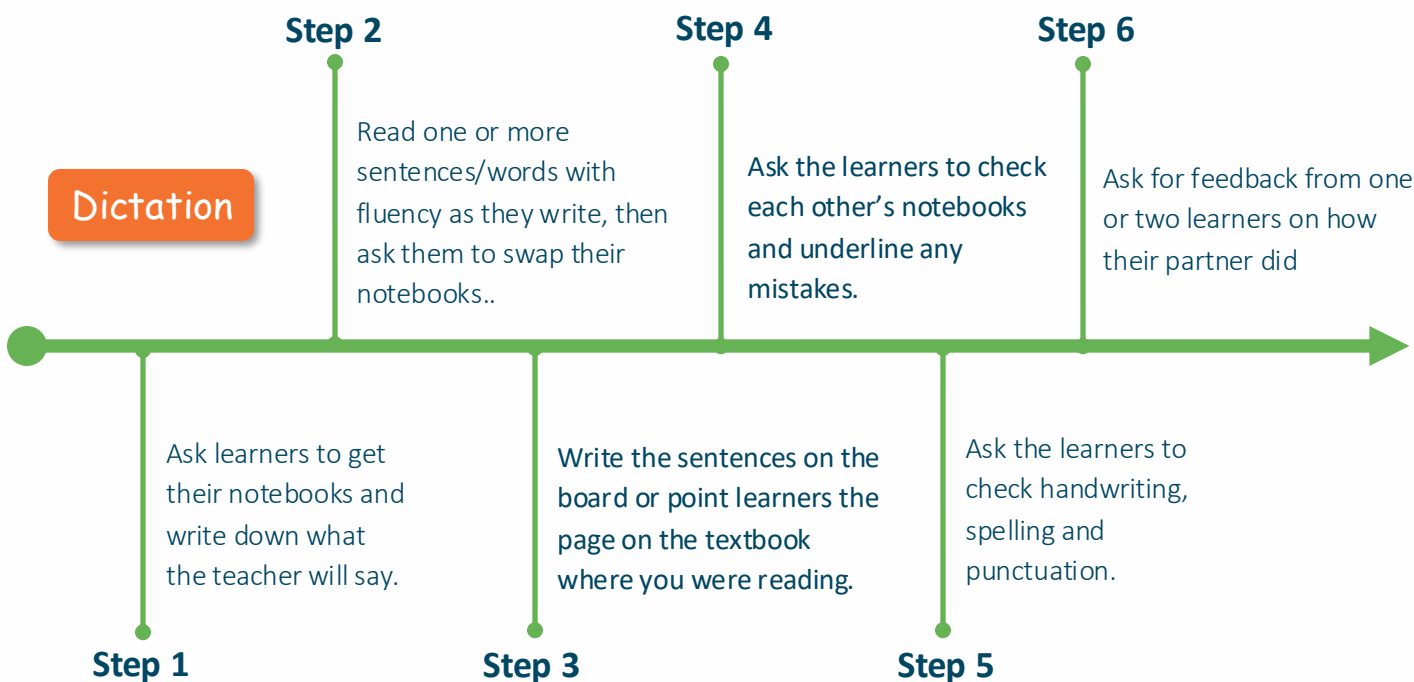 Dictation
Step 1
Ask learners to get
their notebooks and
write down what
the teacher will say.
Step 2
Read one or more
sentences/words with
fluency as they write, then
ask them to swap their
notebooks..
Step 3
Write the sentences on the
board or point learners the
page on the textbook
where you were reading.
Step 4
Ask the learners to check
each other’s notebooks
and underline any
mistakes.
Step 5
Ask the learners to
check handwriting,
spelling and
punctuation.
Step 6
Ask for feedback from one
or two learners on how
their partner did